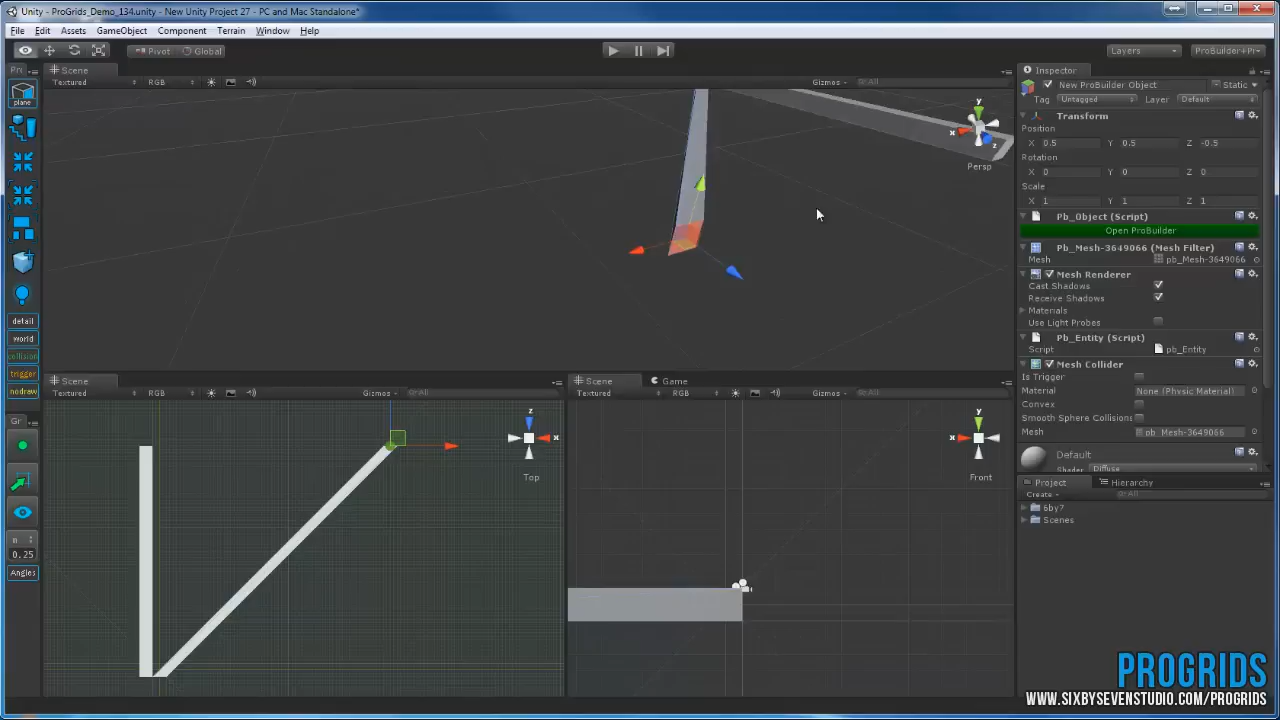 Unity - ProGrids_Demo_134.unity - New Unity Project 27 - PC and Mac Standalone*
File Edit Assets GameObject Component Terrain Window Help
Pivot Global Layers ProBuilder+Pr
Pr Scene Inspector
Textured RGB Gizmos All
New ProBuilder Object Static
Tag Untagged Layer Default
plane
Transform
Position
X 0.5 Y 0.5 Z -0.5
Rotation
X 0 Y 0 Z 0
Scale
X 1 Y 1 Z 1
y
x
z
Persp
Pb_Object (Script)
Open ProBuilder
Pb_Mesh-3649066 (Mesh Filter)
Mesh pb_Mesh-3649066
Mesh Renderer
Cast Shadows
Receive Shadows
Materials
Use Light Probes
detail
world
collision
trigger
nodraw
Pb_Entity (Script)
Script pb_Entity
Mesh Collider
Is Trigger
Material None (Physic Material)
Convex
Smooth Sphere Collisions
Mesh pb_Mesh-3649066
Scene Scene Game
Textured RGB Gizmos All Textured RGB Gizmos All
z
x
Top
y
x
Front
Gr
Default
Shader Diffuse
Project Hierarchy
Create All
6by7
Scenes
n
0.25
Angles
PROGRIDS
WWW.SIXBYSEVENSTUDIO.COM/PROGRIDS